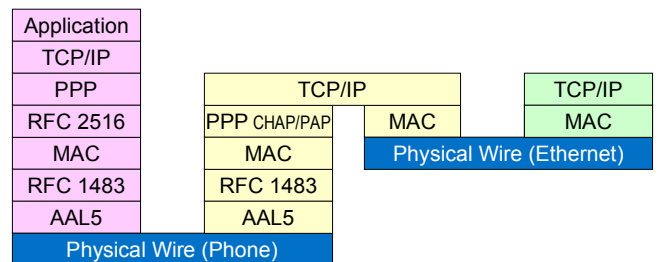 Application
TCP/IP
PPP
TCP/IP
TCP/IP
RFC 2516
PPP CHAP/PAP
MAC
MAC
MAC
MAC
Physical Wire (Ethernet)
RFC 1483
RFC 1483
AAL5
AAL5
Physical Wire (Phone)